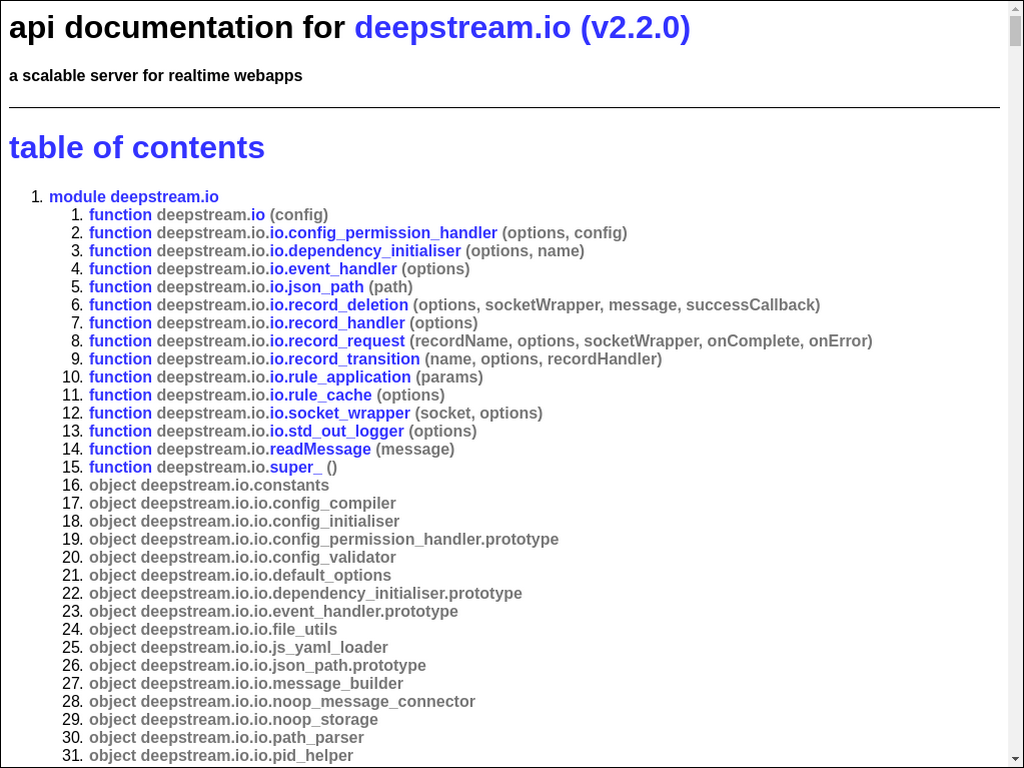 api documentation for deepstream.io (v2.2.0)
a scalable server for realtime webapps
table of contents
1. module deepstream.io
1. function deepstream.io (config)
2. function deepstream.io.io.config_permission_handler (options, config)
3. function deepstream.io.io.dependency_initialiser (options, name)
4. function deepstream.io.io.event_handler (options)
5. function deepstream.io.io.json_path (path)
6. function deepstream.io.io.record_deletion (options, socketWrapper, message, successCallback)
7. function deepstream.io.io.record_handler (options)
8. function deepstream.io.io.record_request (recordName, options, socketWrapper, onComplete, onError)
9. function deepstream.io.io.record_transition (name, options, recordHandler)
10. function deepstream.io.io.rule_application (params)
11. function deepstream.io.io.rule_cache (options)
12. function deepstream.io.io.socket_wrapper (socket, options)
13. function deepstream.io.io.std_out_logger (options)
14. function deepstream.io.readMessage (message)
15. function deepstream.io.super_ ()
16. object deepstream.io.constants
17. object deepstream.io.io.config_compiler
18. object deepstream.io.io.config_initialiser
19. object deepstream.io.io.config_permission_handler.prototype
20. object deepstream.io.io.config_validator
21. object deepstream.io.io.default_options
22. object deepstream.io.io.dependency_initialiser.prototype
23. object deepstream.io.io.event_handler.prototype
24. object deepstream.io.io.file_utils
25. object deepstream.io.io.js_yaml_loader
26. object deepstream.io.io.json_path.prototype
27. object deepstream.io.io.message_builder
28. object deepstream.io.io.noop_message_connector
29. object deepstream.io.io.noop_storage
30. object deepstream.io.io.path_parser
31. object deepstream.io.io.pid_helper